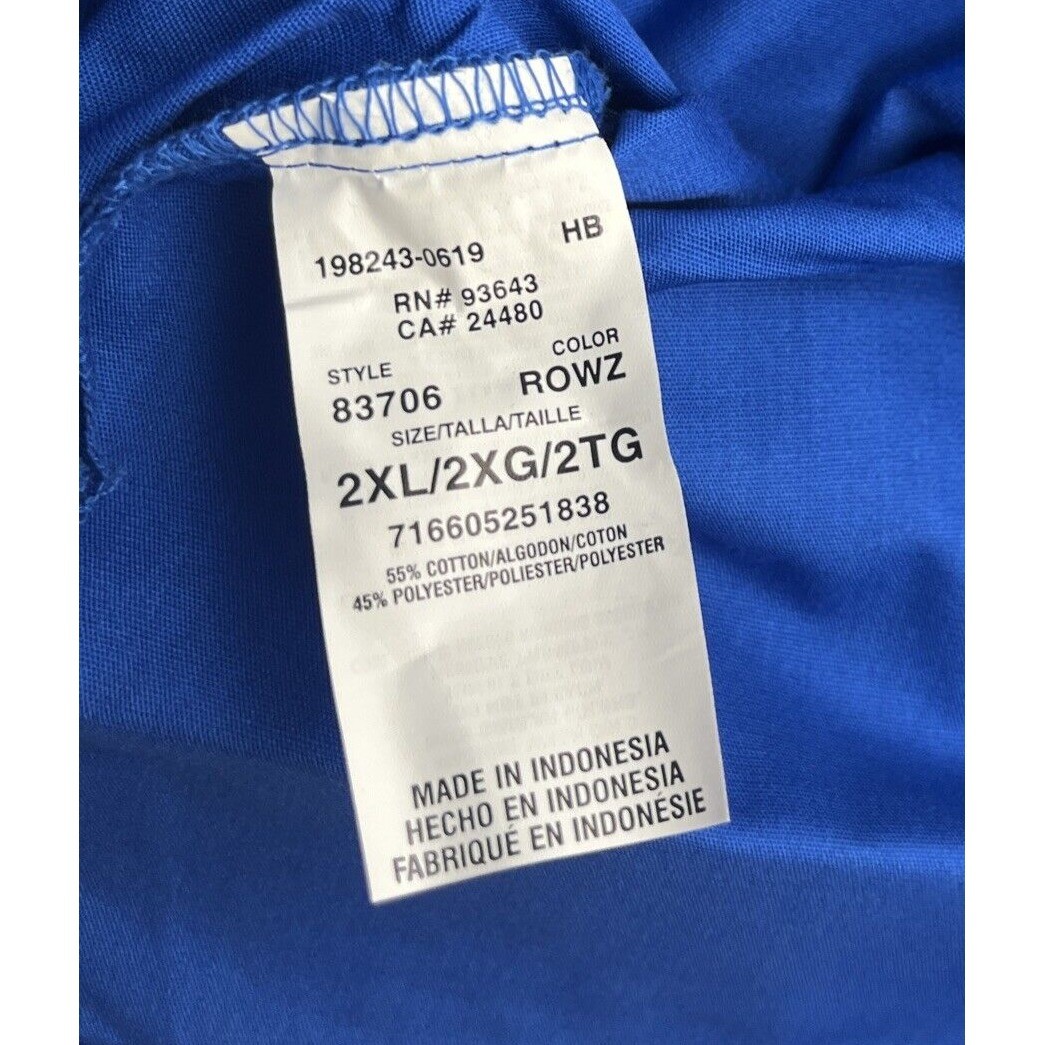 198243-0619 HB
RN# 93643
CA# 24480
STYLE COLOR
83706 ROWZ
SIZE/TALLA/TAILLE
2XL/2XG/2TG
716605251838
55% COTTON/ALGODON/COTON
45% POLYESTER/POLIESTER/POLYESTER
MADE IN INDONESIA
HECHO EN INDONESIA
FABRIQUÉ EN INDONÉSIE